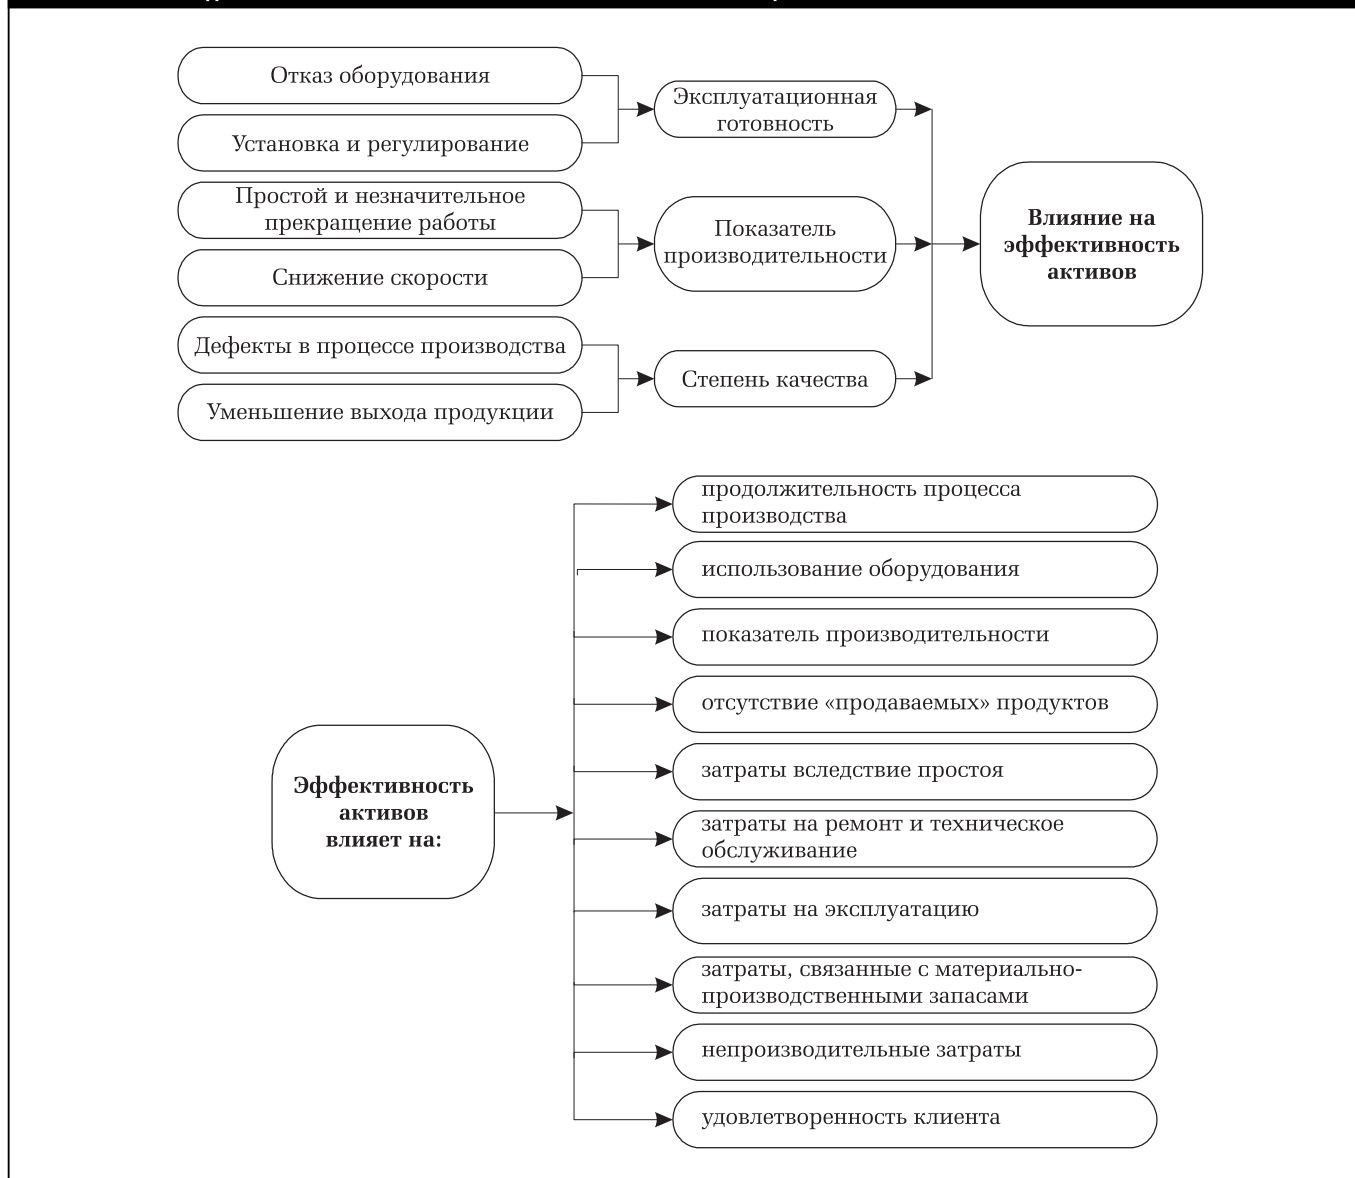 Отказ оборудования
Установка и регулирование
Простой и незначительное
прекращение работы
Снижение скорости
Дефекты в процессе производства
Уменьшение выхода продукции
Эксплуатационная
готовность
Показатель
производительности
Степень качества
Влияние на
эффективность
активов
Эффективность
активов
влияет на:
продолжительность процесса
производства
использование оборудования
показатель производительности
отсутствие «продаваемых» продуктов
затраты вследствие простоя
затраты на ремонт и техническое
обслуживание
затраты на эксплуатацию
затраты, связанные с материально-
производственными запасами
непроизводительные затраты
удовлетворенность клиента